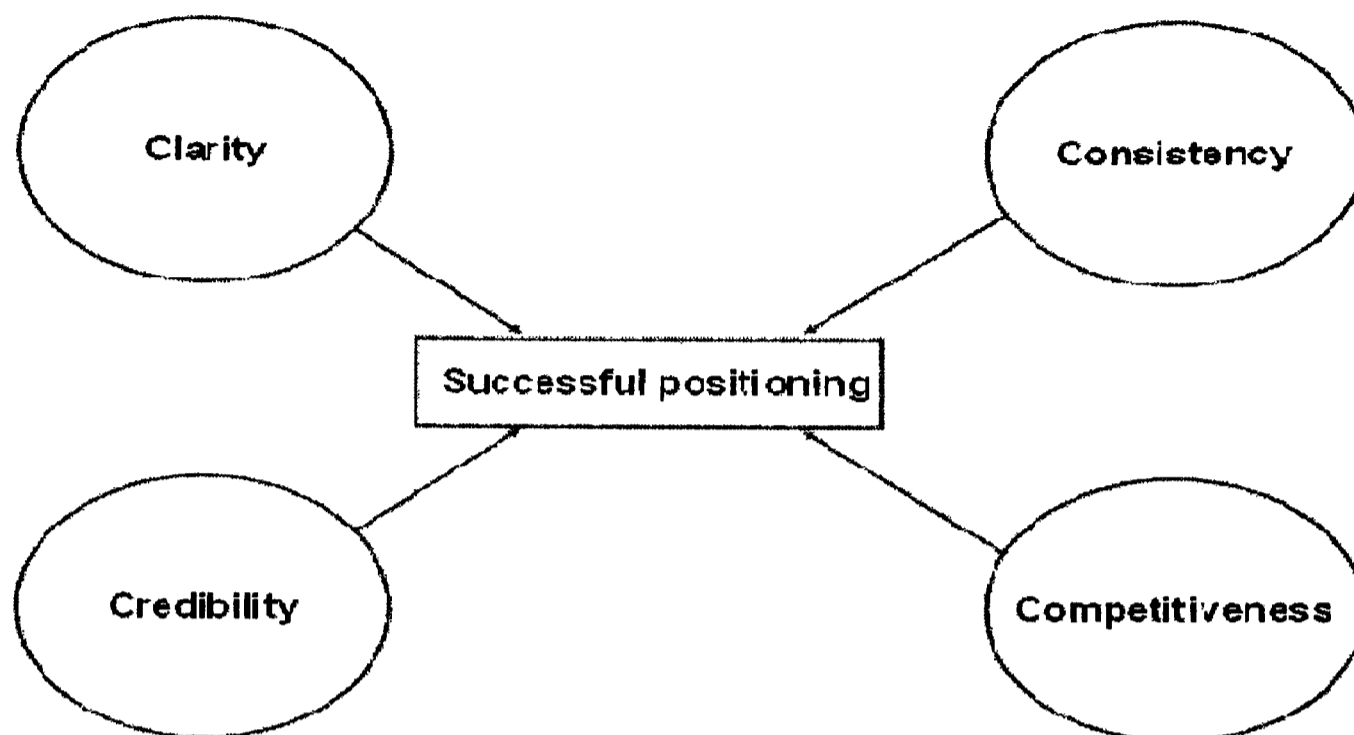 Clarity
Consistency
Successful positioning
Credibility
Competitiveness